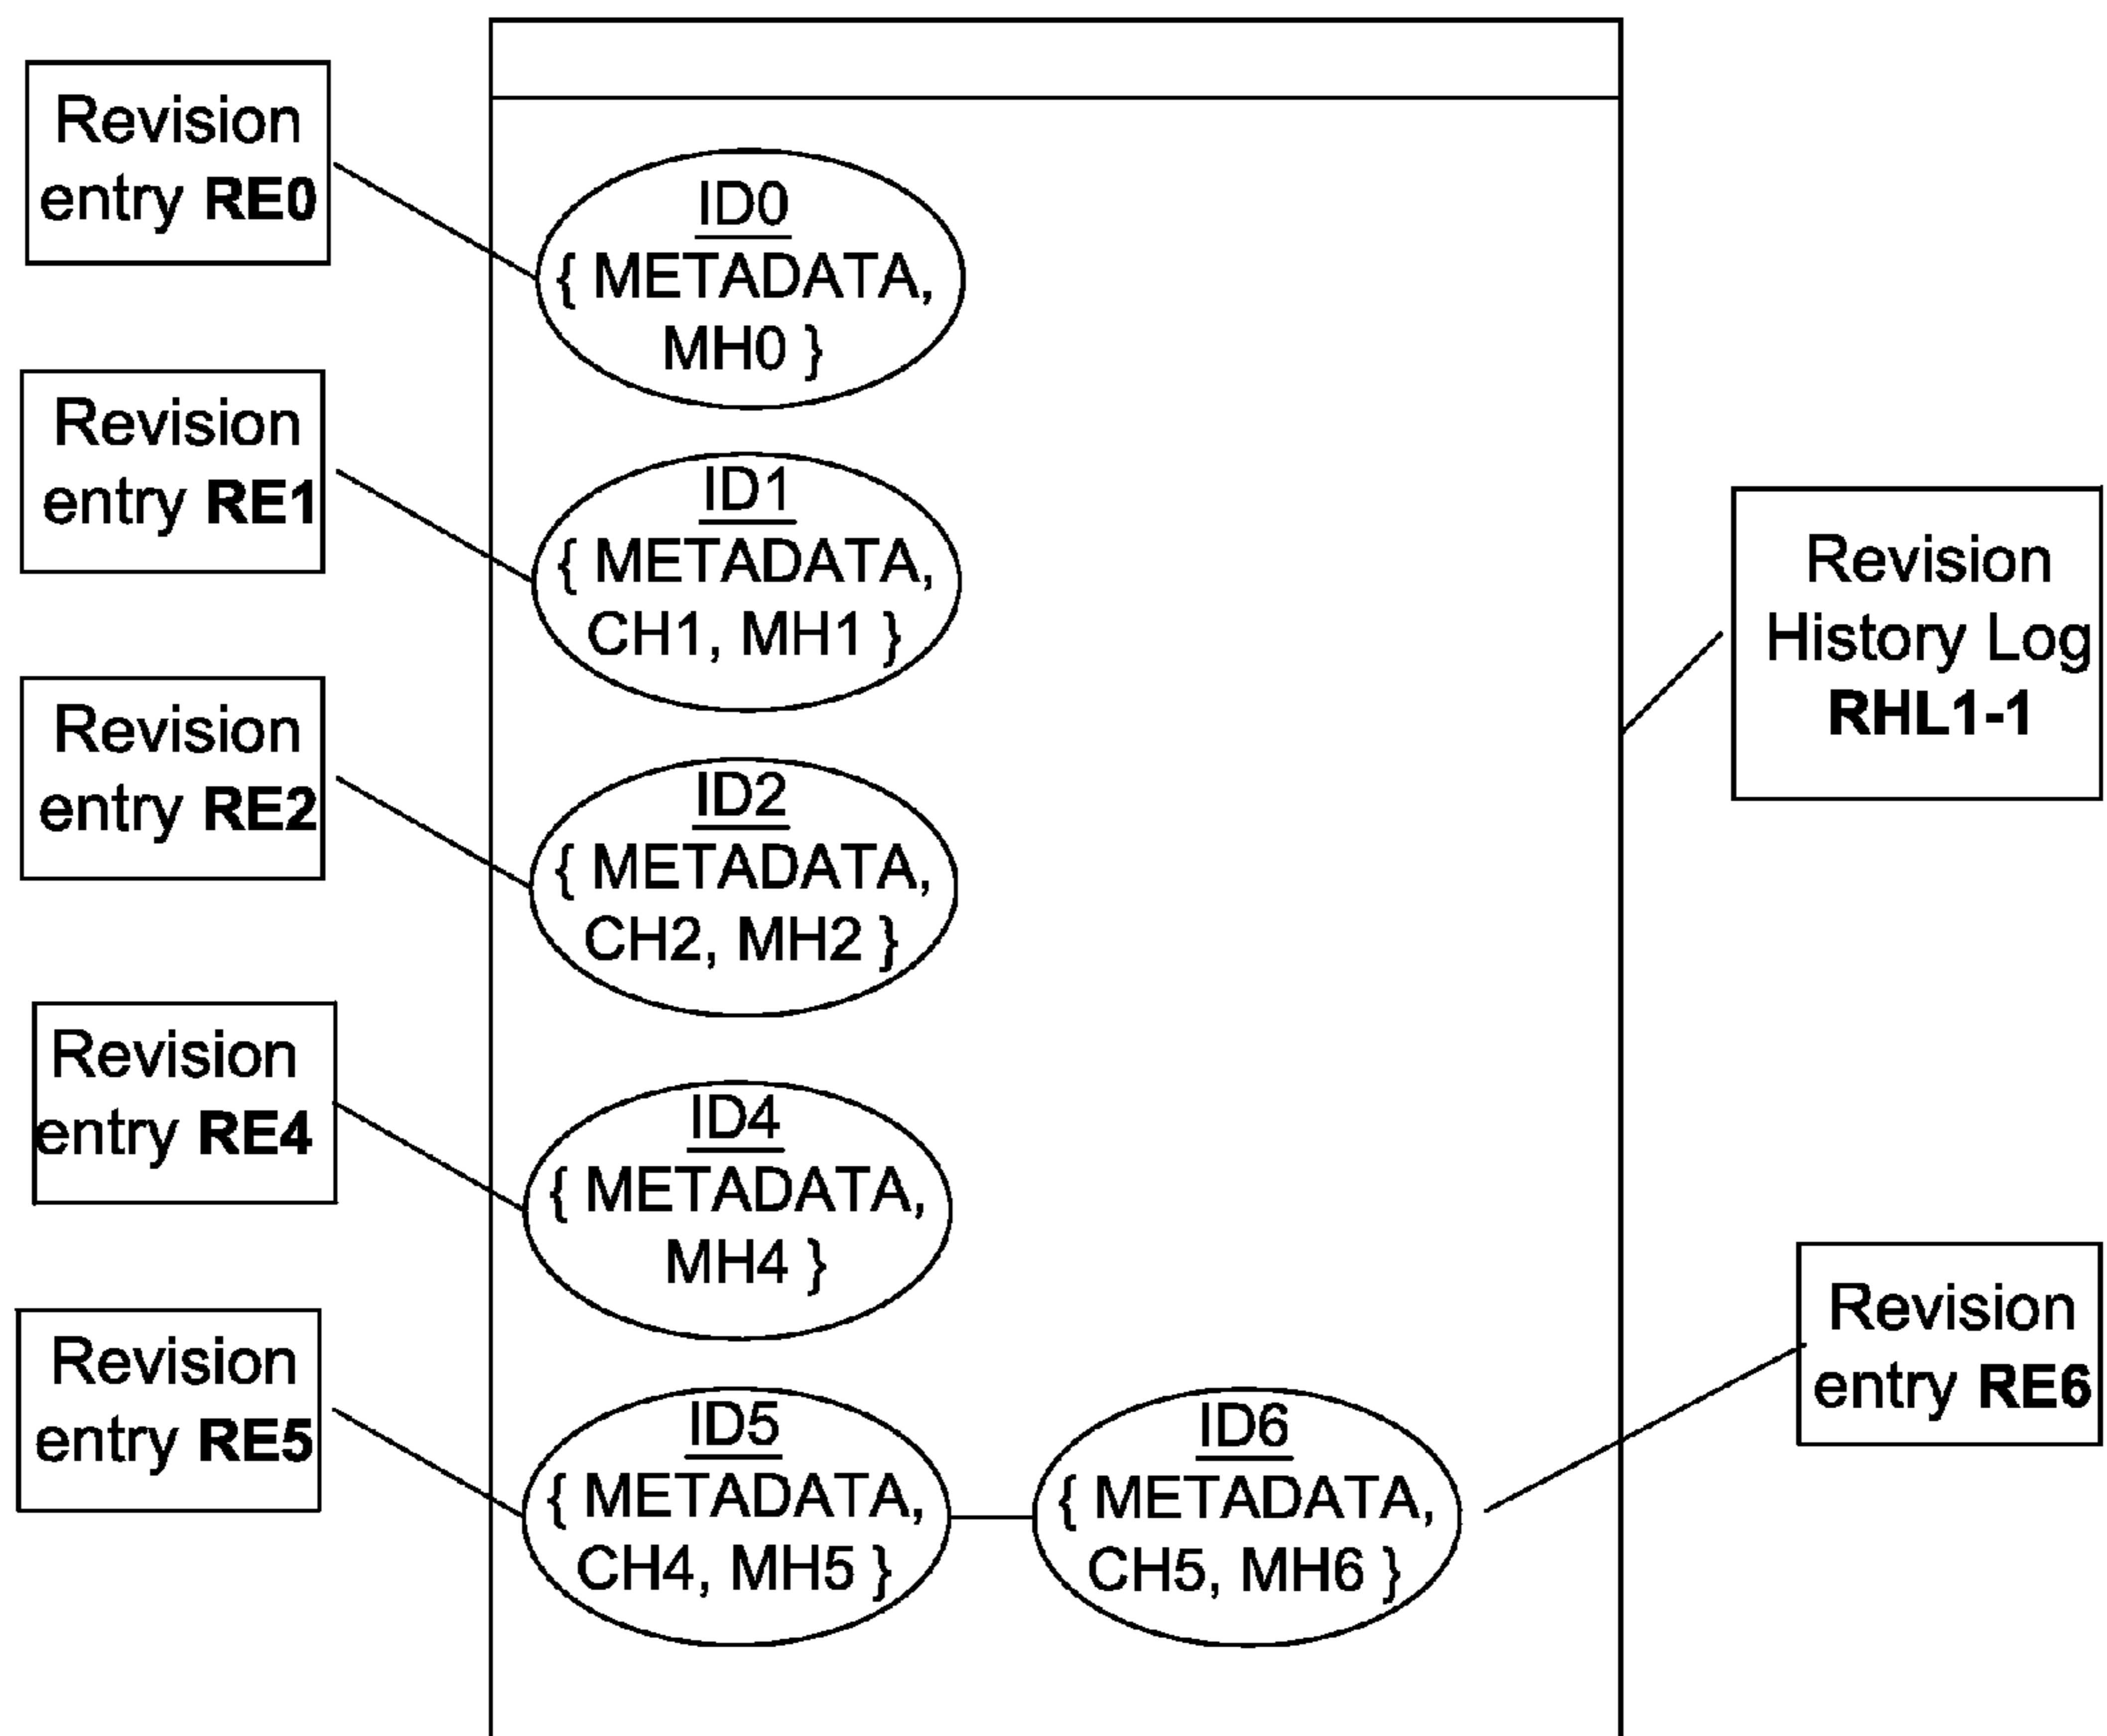 Revision
entry RE0
ID0
{ METADATA,
MH0 }
Revision
entry RE1
ID1
{ METADATA,
CH1, MH1 }
Revision
History Log
RHL1-1
Revision
entry RE2
ID2
{ METADATA,
CH2, MH2 }
Revision
entry RE4
ID4
{ METADATA,
MH4 }
Revision
entry RE5
ID5
{ METADATA,
CH4, MH5 }
ID6
{ METADATA,
CH5, MH6 }
Revision
entry RE6